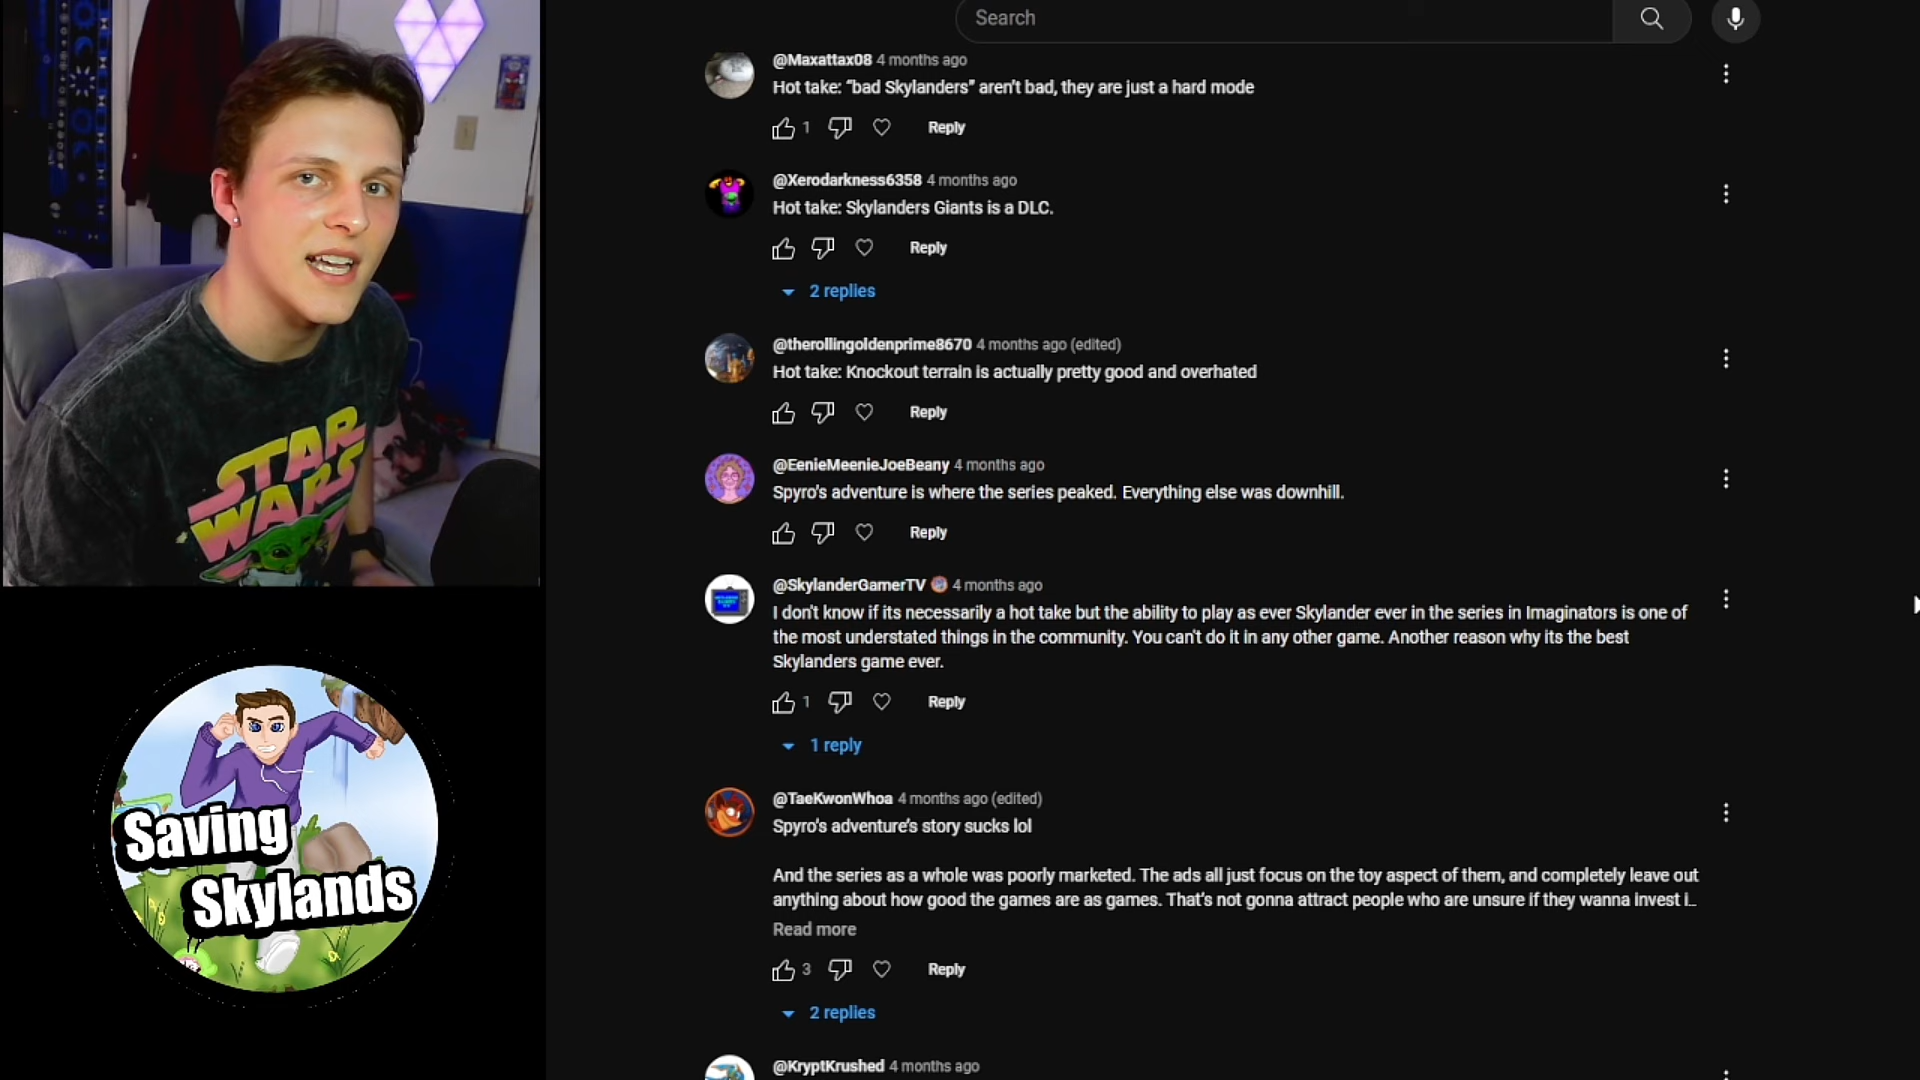 Search
@Maxattax08 4 months ago
Hot take: “bad Skylanders” aren't bad, they are just a hard mode
1 Reply
@Xerodarkness6358 4 months ago
Hot take: Skylanders Giants is a DLC.
Reply
2 replies
@therollingoldenprime8670 4 months ago (edited)
Hot take: Knockout terrain is actually pretty good and overhated
Reply
@EenieMeenieJoeBeany 4 months ago
Spyro's adventure is where the series peaked. Everything else was downhill.
Reply
@SkylanderGamerTV 4 months ago
I don't know if its necessarily a hot take but the ability to play as ever Skylander ever in the series in Imaginators is one of
the most understated things in the community. You can't do it in any other game. Another reason why its the best
Skylanders game ever.
1 Reply
1 reply
@TaeKwonWhoa 4 months ago (edited)
Spyro's adventure's story sucks lol
And the series as a whole was poorly marketed. The ads all just focus on the toy aspect of them, and completely leave out
anything about how good the games are as games. That's not gonna attract people who are unsure if they wanna invest i...
Read more
3 Reply
2 replies
@KryptKrushed 4 months ago
STAR
WARS
Saving
Skylands